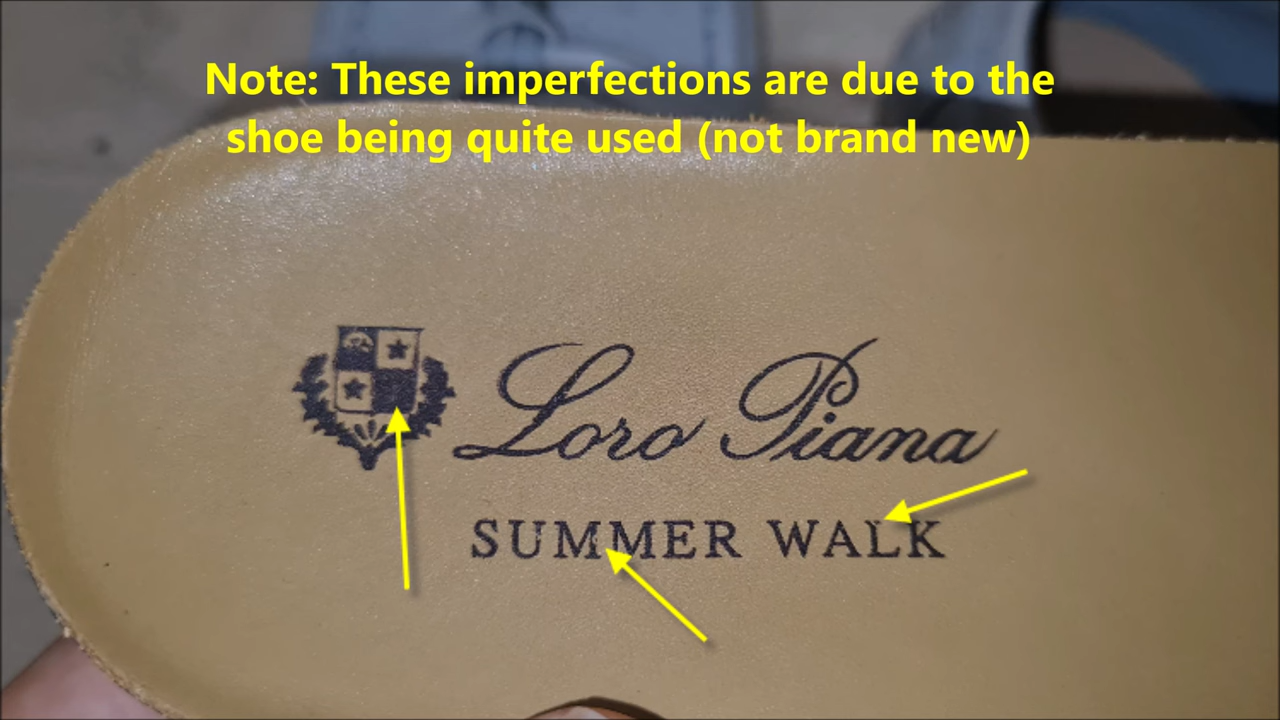 Note: These imperfections are due to the
shoe being quite used (not brand new)
Loro Piana
SUMMER WALK